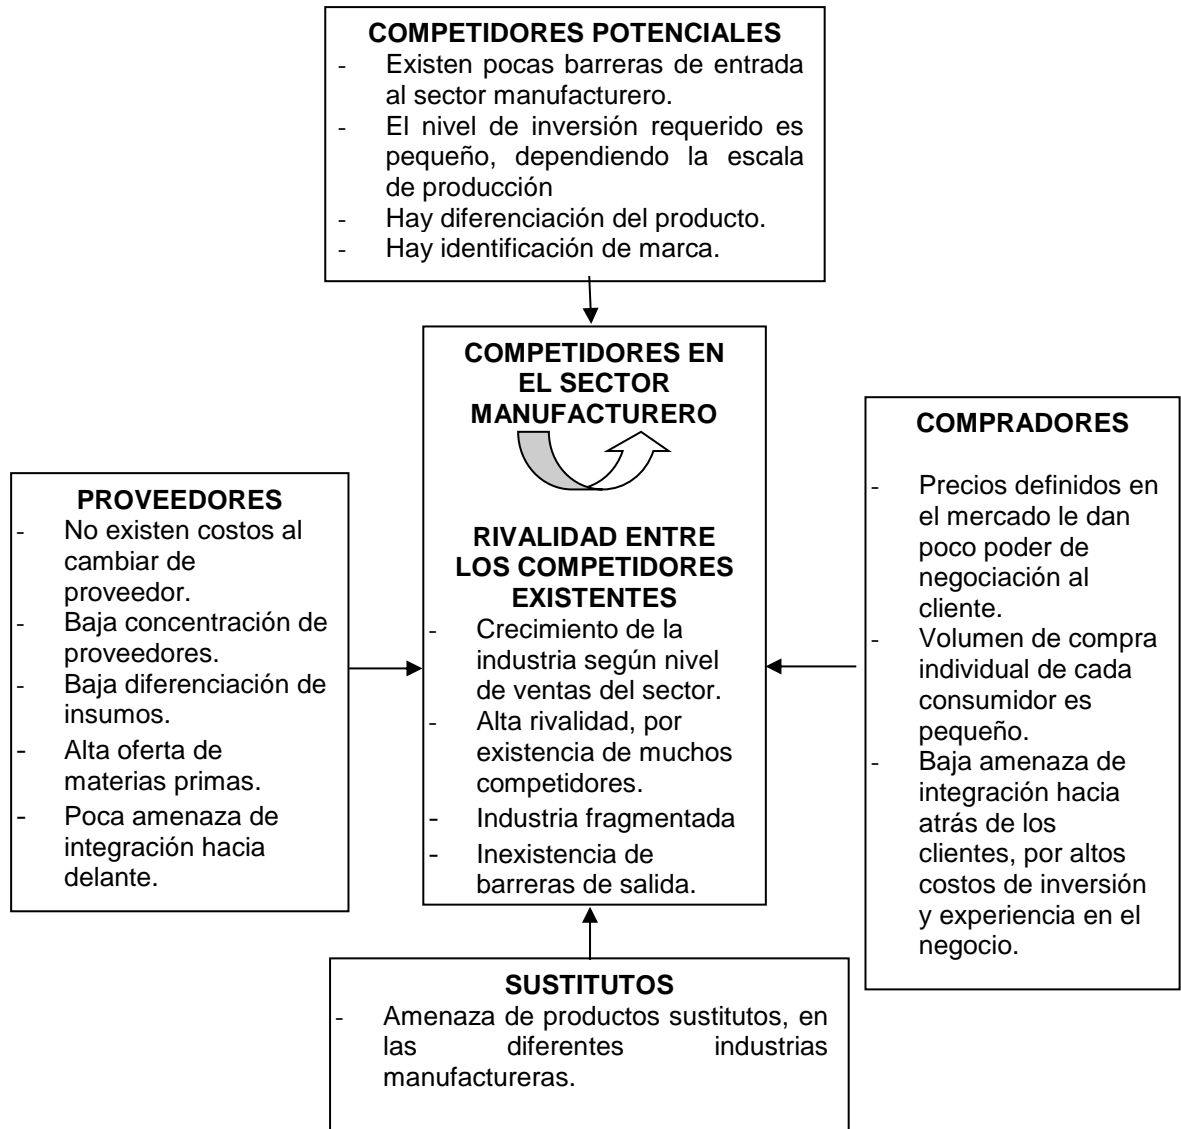 COMPETIDORES POTENCIALES
- Existen pocas barreras de entrada
al sector manufacturero.
- El nivel de inversión requerido es
pequeño, dependiendo la escala
de producción
- Hay diferenciación del producto.
- Hay identificación de marca.
COMPETIDORES EN
EL SECTOR
MANUFACTURERO
RIVALIDAD ENTRE
LOS COMPETIDORES
EXISTENTES
- Crecimiento de la
industria según nivel
de ventas del sector.
- Alta rivalidad, por
existencia de muchos
competidores.
- Industria fragmentada
- Inexistencia de
barreras de salida.
PROVEEDORES
- No existen costos al
cambiar de
proveedor.
- Baja concentración de
proveedores.
- Baja diferenciación de
insumos.
- Alta oferta de
materias primas.
- Poca amenaza de
integración hacia
delante.
COMPRADORES
- Precios definidos en
el mercado le dan
poco poder de
negociación al
cliente.
- Volumen de compra
individual de cada
consumidor es
pequeño.
- Baja amenaza de
integración hacia
atrás de los
clientes, por altos
costos de inversión
y experiencia en el
negocio.
SUSTITUTOS
- Amenaza de productos sustitutos, en
las diferentes industrias
manufactureras.